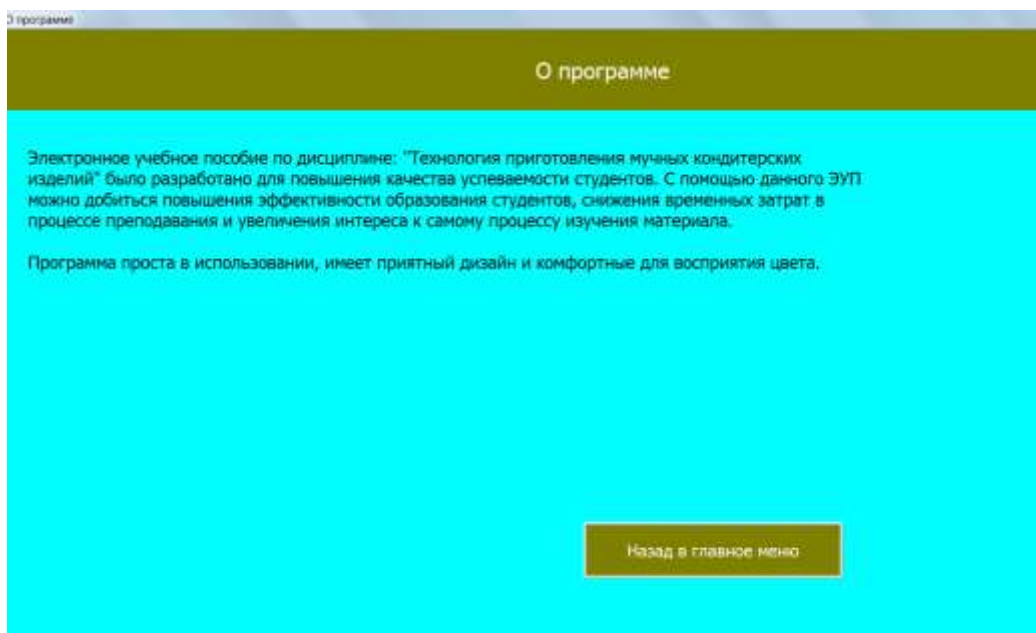 О программе
О программе
Электронное учебное пособие по дисциплине: "Технология приготовления мучных кондитерских
изделий" было разработано для повышения качества успеваемости студентов. С помощью данного ЭУП
можно добиться повышения эффективности образования студентов, снижения временных затрат в
процессе преподавания и увеличения интереса к самому процессу изучения материала.
Программа проста в использовании, имеет приятный дизайн и комфортные для восприятия цвета.
Назад в главное меню